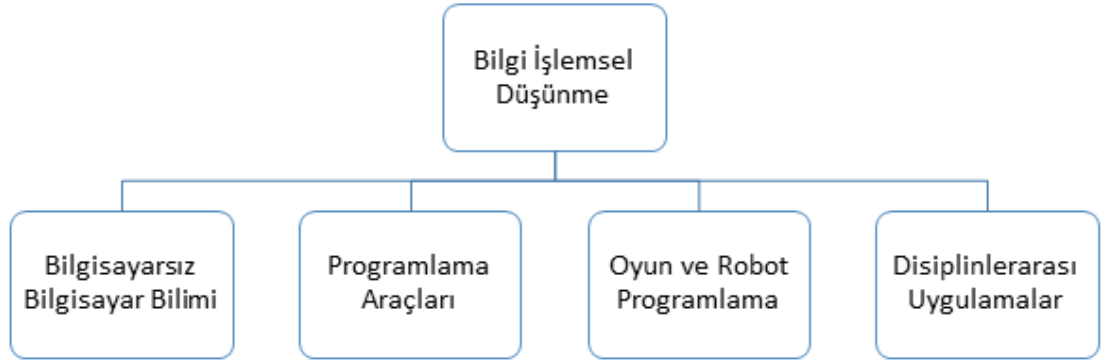 Bilgi İşlemsel
Düşünme
Bilgisayarsız
Bilgisayar Bilimi
Programlama
Araçları
Oyun ve Robot
Programlama
Disiplinlerarası
Uygulamalar